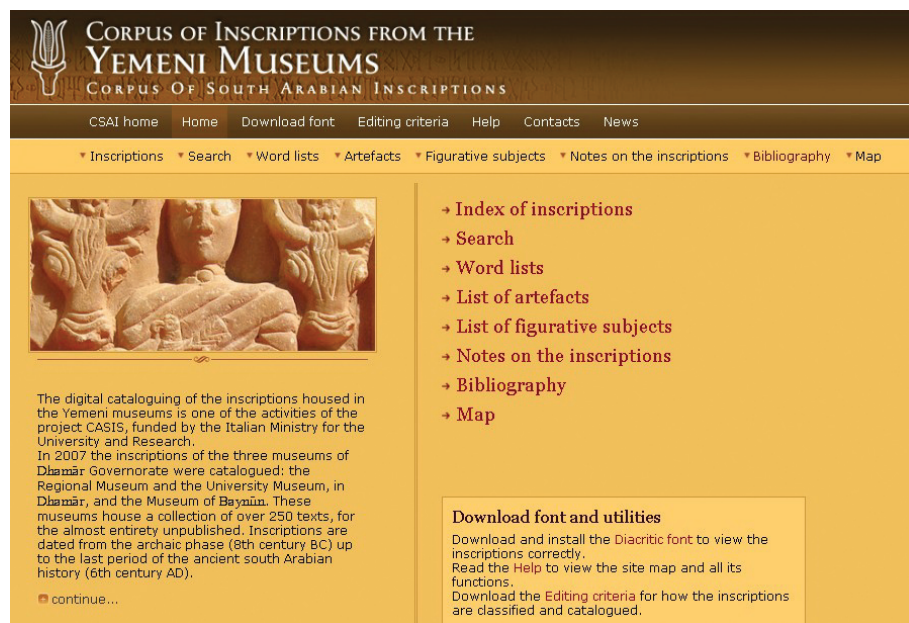 CORPUS OF INSCRIPTIONS FROM THE
YEMENI MUSEUMS
CORPUS OF SOUTH ARABIAN INSCRIPTIONS
CSAI home Home Download font Editing criteria Help Contacts News
Inscriptions Search Word lists Artefacts Figurative subjects Notes on the inscriptions Bibliography Map
The digital cataloguing of the inscriptions housed in
the Yemeni museums is one of the activities of the
project CASIS, funded by the Italian Ministry for the
University and Research.
In 2007 the inscriptions of the three museums of
Dhamār Governorate were catalogued: the
Regional Museum and the University Museum, in
Dhamār, and the Museum of Baynūn. These
museums house a collection of over 250 texts, for
the almost entirety unpublished. Inscriptions are
dated from the archaic phase (8th century BC) up
to the last period of the ancient south Arabian
history (6th century AD).
continue...
Index of inscriptions
Search
Word lists
List of artefacts
List of figurative subjects
Notes on the inscriptions
Bibliography
Map
Download font and utilities
Download and install the Diacritic font to view the
inscriptions correctly.
Read the Help to view the site map and all its
functions.
Download the Editing criteria for how the inscriptions
are classified and catalogued.